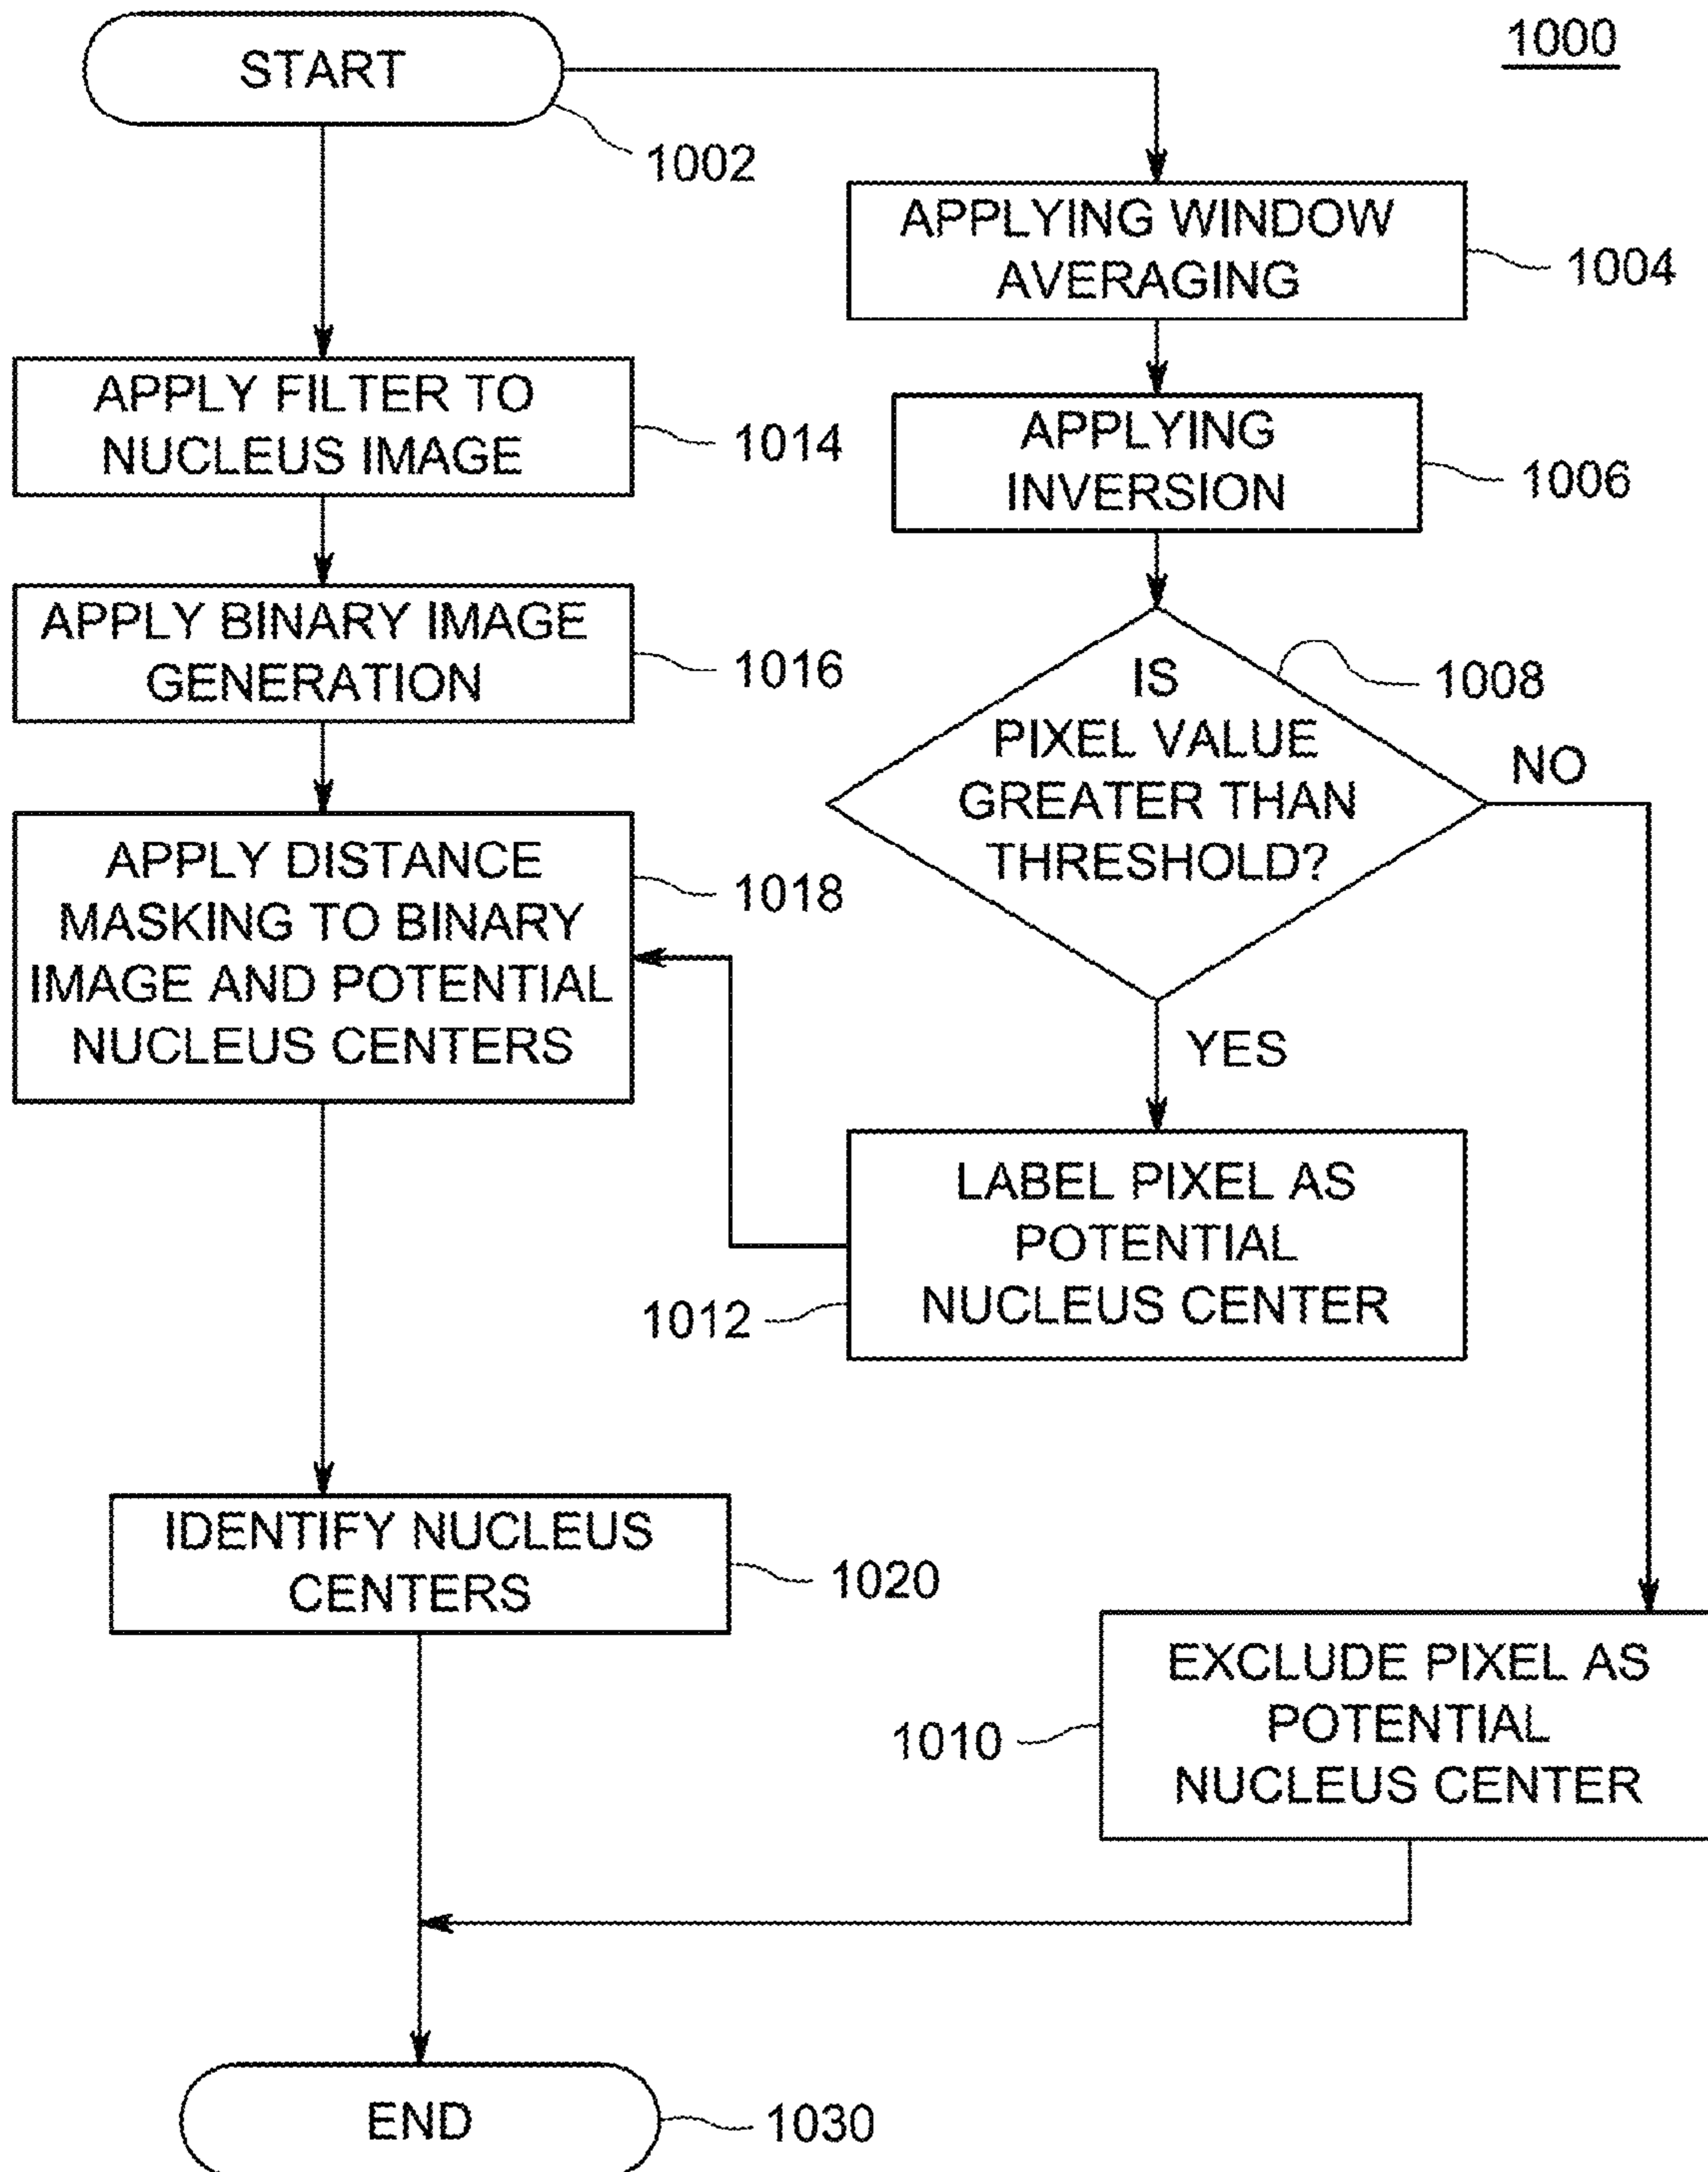 1000
START
1002
APPLYING WINDOW
AVERAGING
1004
APPLY FILTER TO
NUCLEUS IMAGE
1014
APPLYING
INVERSION
1006
APPLY BINARY IMAGE
GENERATION
1016
IS
PIXEL VALUE
GREATER THAN
THRESHOLD?
1008
NO
YES
APPLY DISTANCE
MASKING TO BINARY
IMAGE AND POTENTIAL
NUCLEUS CENTERS
1018
LABEL PIXEL AS
POTENTIAL
NUCLEUS CENTER
1012
IDENTIFY NUCLEUS
CENTERS
1020
EXCLUDE PIXEL AS
POTENTIAL
NUCLEUS CENTER
1010
END
1030